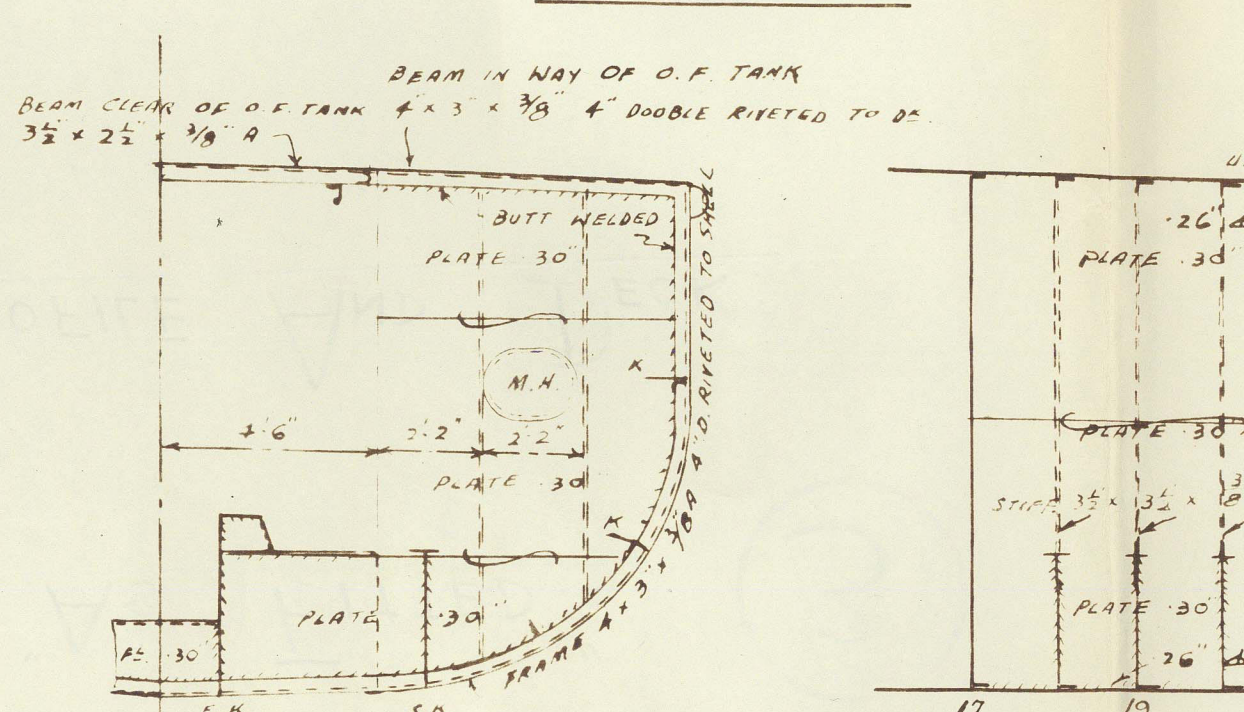 BEAM IN WAY OF O.F. TANK
BEAM CLEAR OF O.F. TANK 4" x 3" x 3/8" 4" DOUBLE RIVETED TO DK.
3½" x 2½" x 3/8" A
BUTT WELDED
PLATE .30"
4" D. RIVETED TO SHELL
K
M.H.
2'-2"
2'-2"
PLATE .30
K
FRAME 4 x 3" x 3/8 A
PLATE .30"
PL. .30"
F K
S K
.26"
PLATE .30"
PLATE .30
STIFF 3½ x 3½ x 3/8
PLATE .30"
.26"
17
19